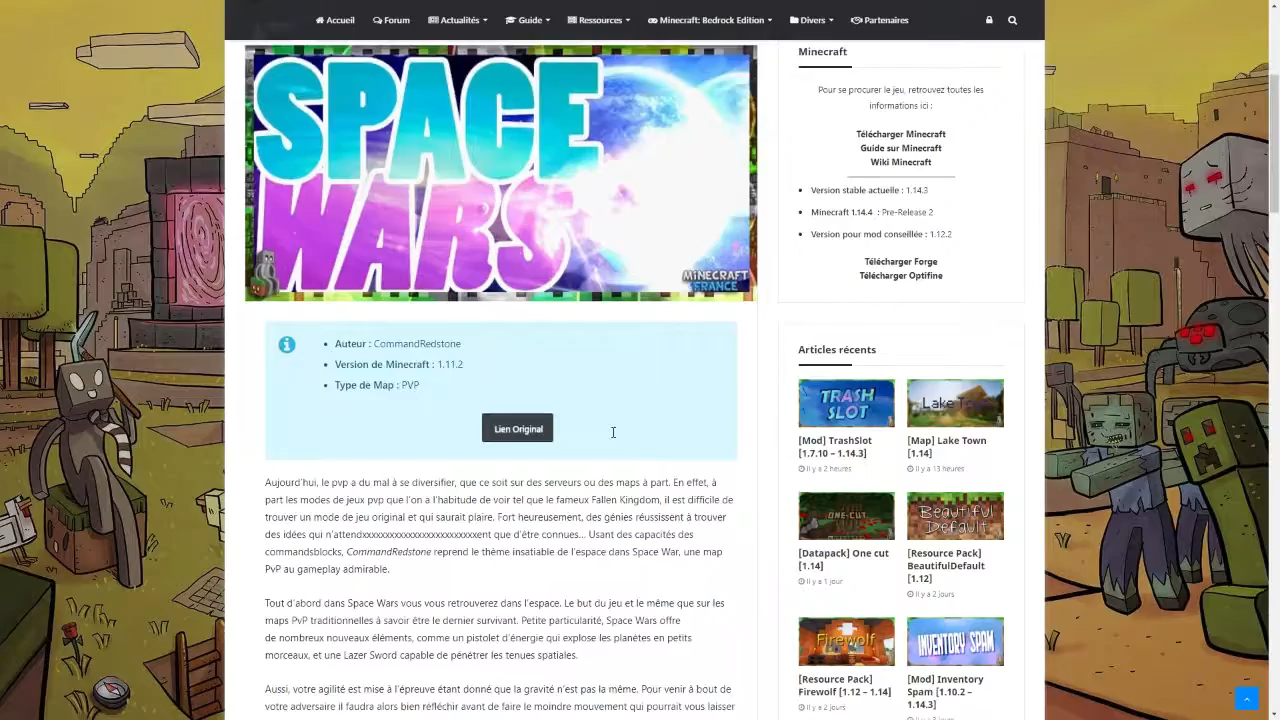 Accueil
Forum
Actualités
Guide
Ressources
Minecraft: Bedrock Edition
Divers
Partenaires
SPACE
WARS
MINECRAFT
FRANCE
Auteur : CommandRedstone
Version de Minecraft : 1.11.2
Type de Map : PVP
Lien Original
Aujourd'hui, le pvp a du mal à se diversifier, que ce soit sur des serveurs ou des maps à part. En effet, à
part les modes de jeux pvp que l'on a l'habitude de voir tel que le fameux Fallen Kingdom, il est difficile de
trouver un mode de jeu original et qui saurait plaire. Fort heureusement, des génies réussissent à trouver
des idées qui n'attendxxxxxxxxxxxxxxxxxxxxxxxxxxent que d'être connues... Usant des capacités des
commandsblocks, CommandRedstone reprend le thème insatiable de l'espace dans Space War, une map
PvP au gameplay admirable.
Tout d'abord dans Space Wars vous vous retrouverez dans l'espace. Le but du jeu et le même que sur les
maps PvP traditionnelles à savoir être le dernier survivant. Petite particularité, Space Wars offre
de nombreux nouveaux éléments, comme un pistolet d'énergie qui explose les planètes en petits
morceaux, et une Lazer Sword capable de pénétrer les tenues spatiales.
Aussi, votre agilité est mise à l'épreuve étant donné que la gravité n'est pas la même. Pour venir à bout de
votre adversaire il faudra alors bien réfléchir avant de faire le moindre mouvement qui pourrait vous laisser
Minecraft
Pour se procurer le jeu, retrouvez toutes les
informations ici :
Télécharger Minecraft
Guide sur Minecraft
Wiki Minecraft
Version stable actuelle : 1.14.3
Minecraft 1.14.4 : Pre-Release 2
Version pour mod conseillée : 1.12.2
Télécharger Forge
Télécharger Optifine
Articles récents
TRASH
SLOT
[Mod] TrashSlot
[1.7.10 – 1.14.3]
Il y a 2 heures
Lake Town
[Map] Lake Town
[1.14]
Il y a 13 heures
ONE-CUT
[Datapack] One cut
[1.14]
Il y a 1 jour
Beautiful
Default
[Resource Pack]
BeautifulDefault
[1.12]
Il y a 2 jours
Firewolf
[Resource Pack]
Firewolf [1.12 – 1.14]
Il y a 2 jours
INVENTORY SPAM
[Mod] Inventory
Spam [1.10.2 –
1.14.3]